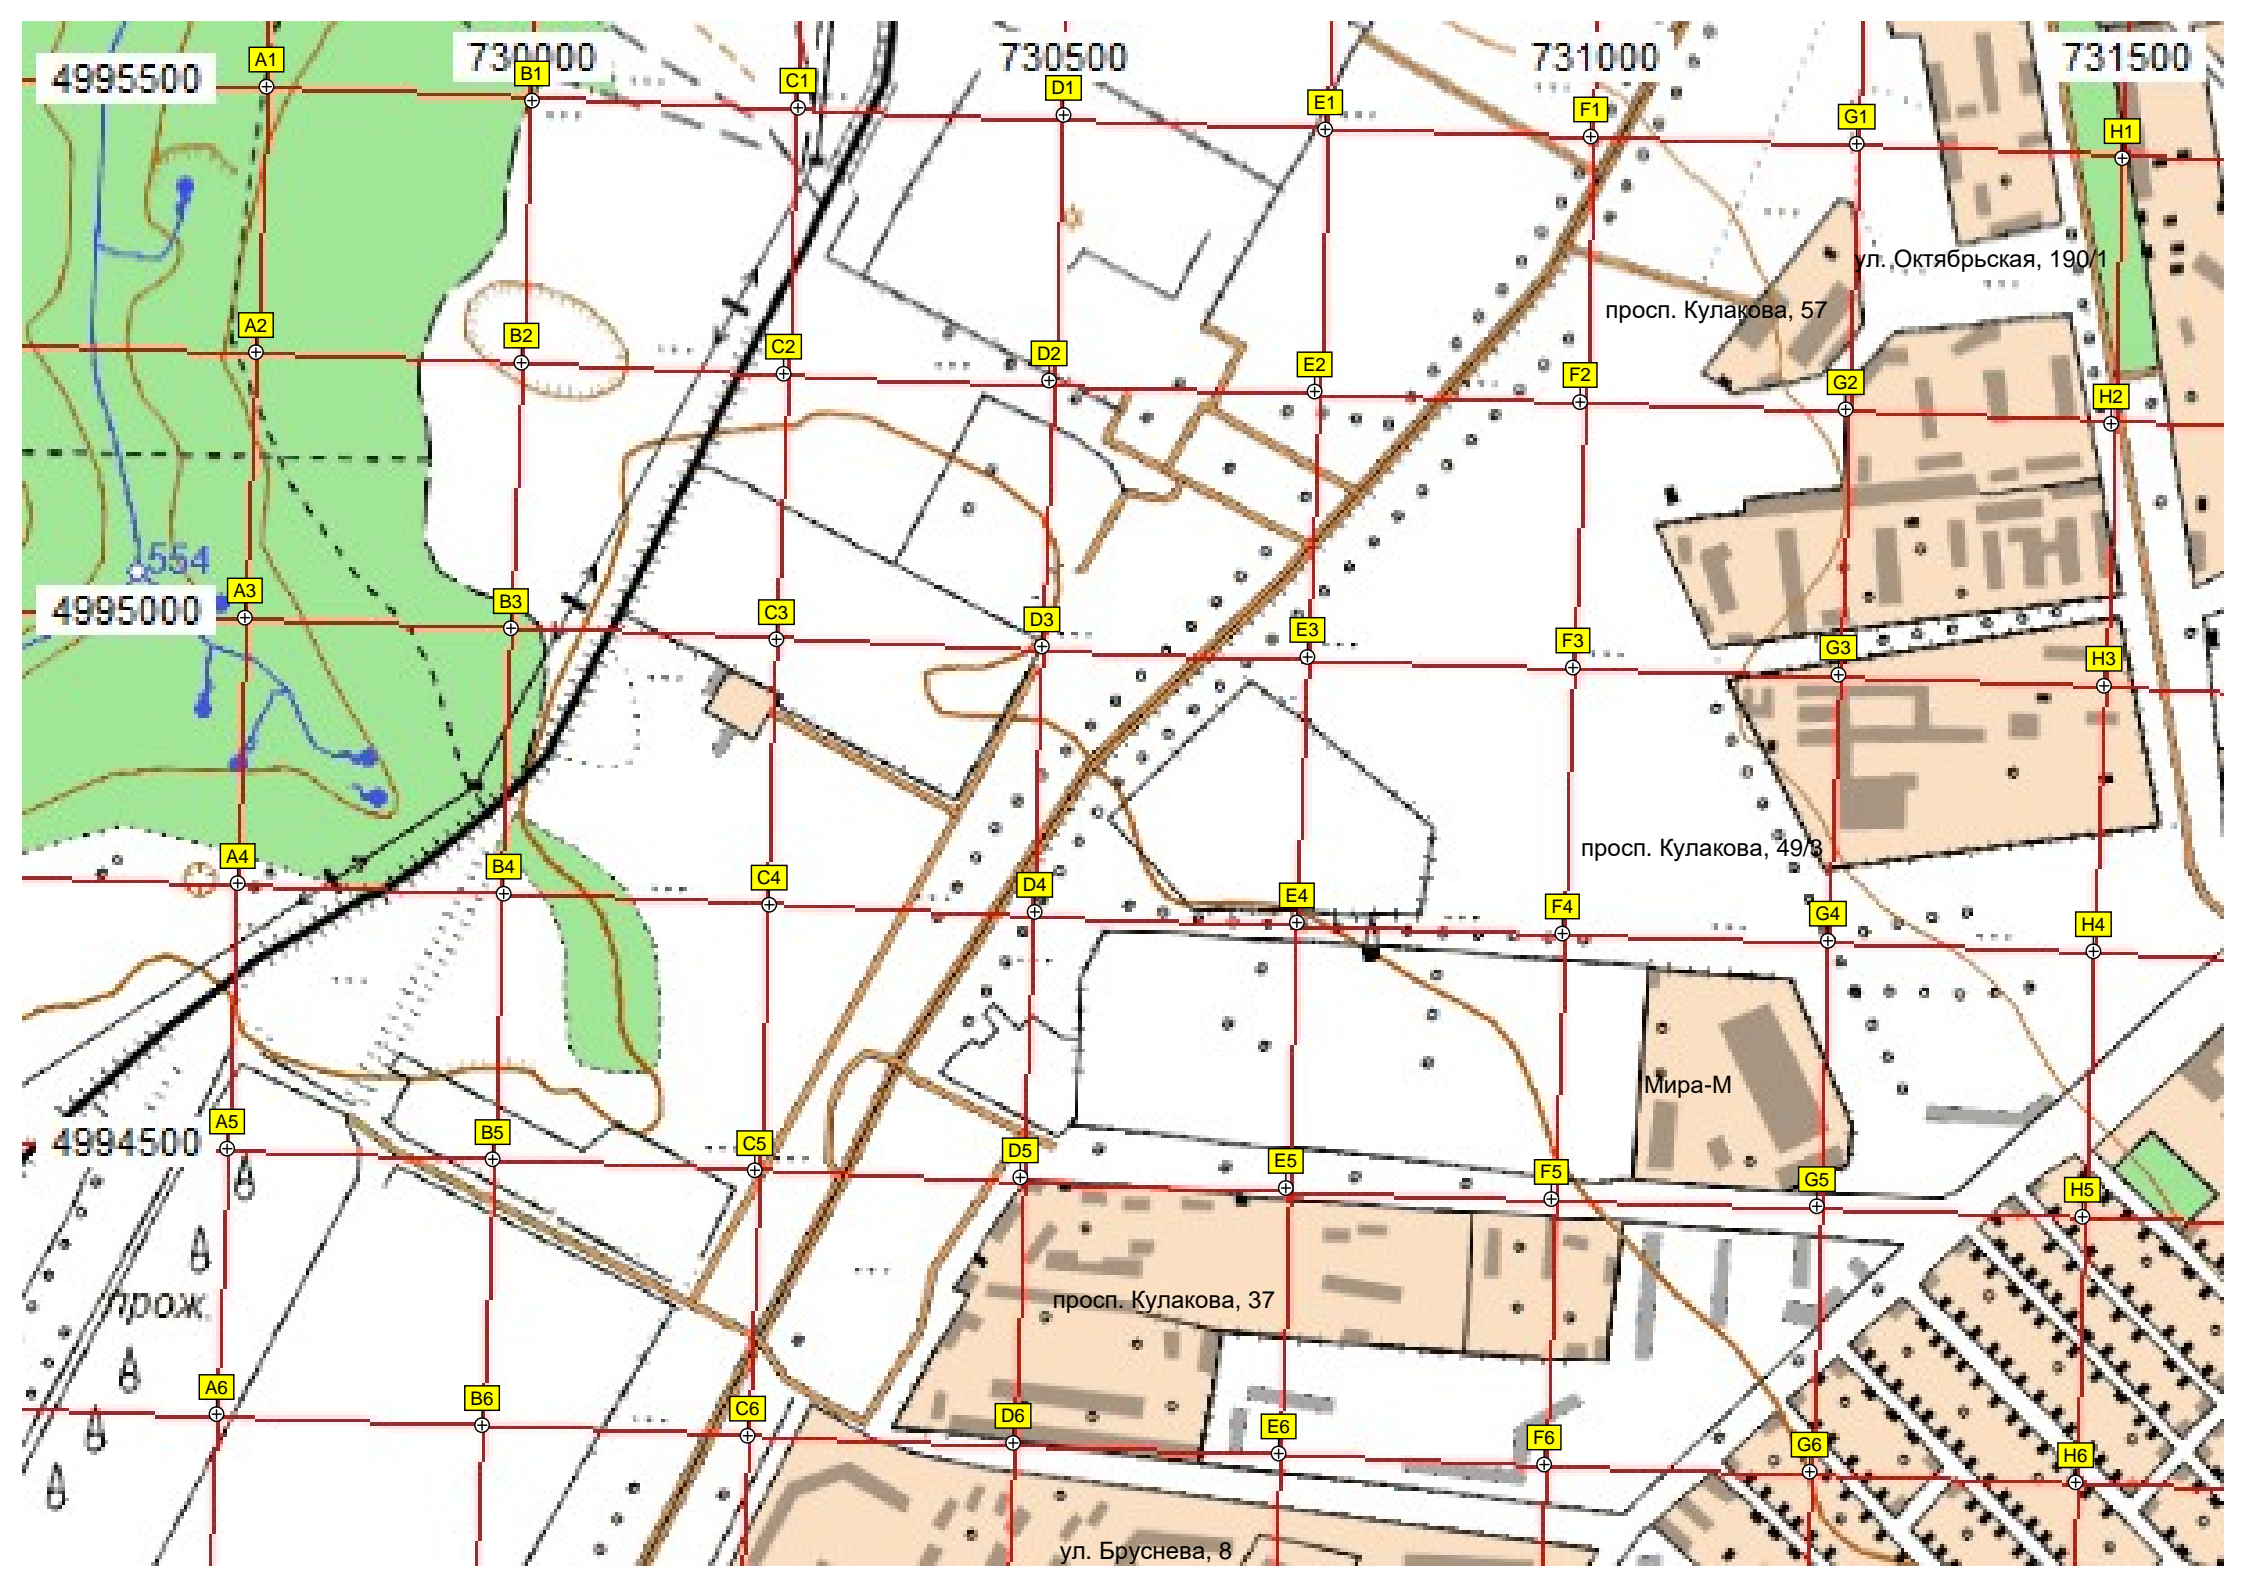 4995500
730000
730500
731000
731500
A1
B1
C1
D1
E1
F1
G1
H1
ул. Октябрьская, 190/1
просп. Кулакова, 57
A2
B2
C2
D2
E2
F2
G2
H2
554
4995000
A3
B3
C3
D3
E3
F3
G3
H3
просп. Кулакова, 49/3
A4
B4
C4
D4
E4
F4
G4
H4
Мира-М
4994500
A5
B5
C5
D5
E5
F5
G5
H5
прож.
просп. Кулакова, 37
A6
B6
C6
D6
E6
F6
G6
H6
ул. Бруснева, 8